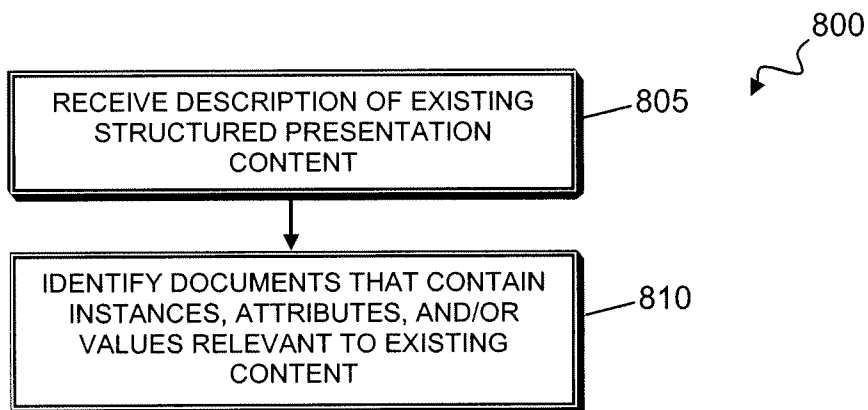 800
RECEIVE DESCRIPTION OF EXISTING
STRUCTURED PRESENTATION
CONTENT
805
IDENTIFY DOCUMENTS THAT CONTAIN
INSTANCES, ATTRIBUTES, AND/OR
VALUES RELEVANT TO EXISTING
CONTENT
810